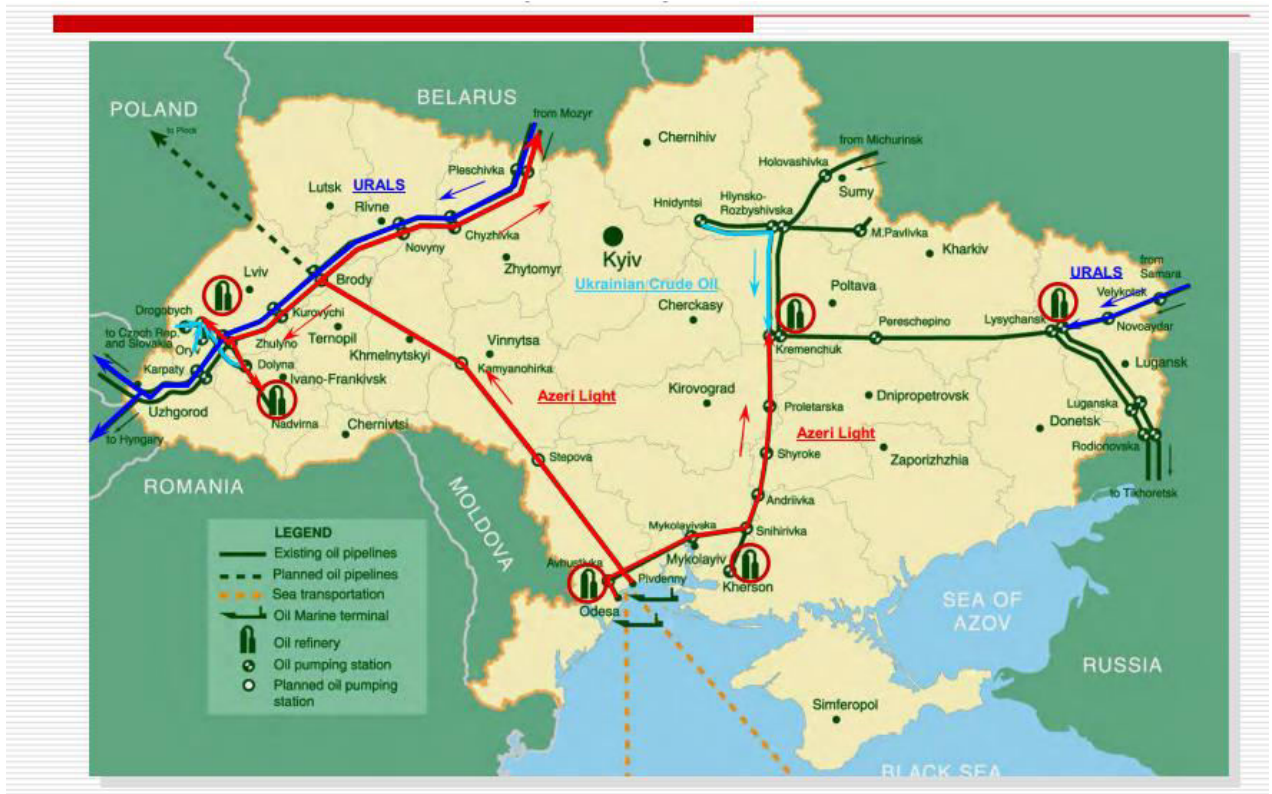 BELARUS
POLAND
to Plock
from Mozyr
Chernihiv
from Michurinsk
Holovashivka
Pleschivka
Sumy
URALS
Lutsk
Rivne
Hnidyntsi
Hlynsko-
Rozbyshivska
M.Pavlivka
Chyzhivka
Novyny
Kyiv
Kharkiv
Zhytomyr
from
Samara
URALS
Lviv
Brody
Ukrainian Crude Oil
Velykotsk
Poltava
Cherckasy
Drogobych
Kurovychi
Lysychansk
Novoaydar
Pereschepino
to Czech Rep.
and Slovakia
Ory
Zhulyno
Ternopil
Khmelnytskyi
Vinnytsa
Kremenchuk
Karpaty
Dolyna
Kamyanohirka
Lugansk
Ivano-Frankivsk
Kirovograd
Dnipropetrovsk
Azeri Light
Uzhgorod
Proletarska
Luganska
Nadvirna
Chernivtsi
Donetsk
to Hyngary
Azeri Light
Rodionovska
Shyroke
Zaporizhzhia
Stepova
ROMANIA
MOLDOVA
to Tikhoretsk
Andriivka
LEGEND
Existing oil pipelines
Planned oil pipelines
Sea transportation
Oil Marine terminal
Oil refinery
Oil pumping station
Planned oil pumping
station
Mykolayivska
Snihirivka
Mykolayiv
Avhustivka
Pivdenny
Kherson
Odesa
SEA OF
AZOV
RUSSIA
Simferopol
BLACK SEA